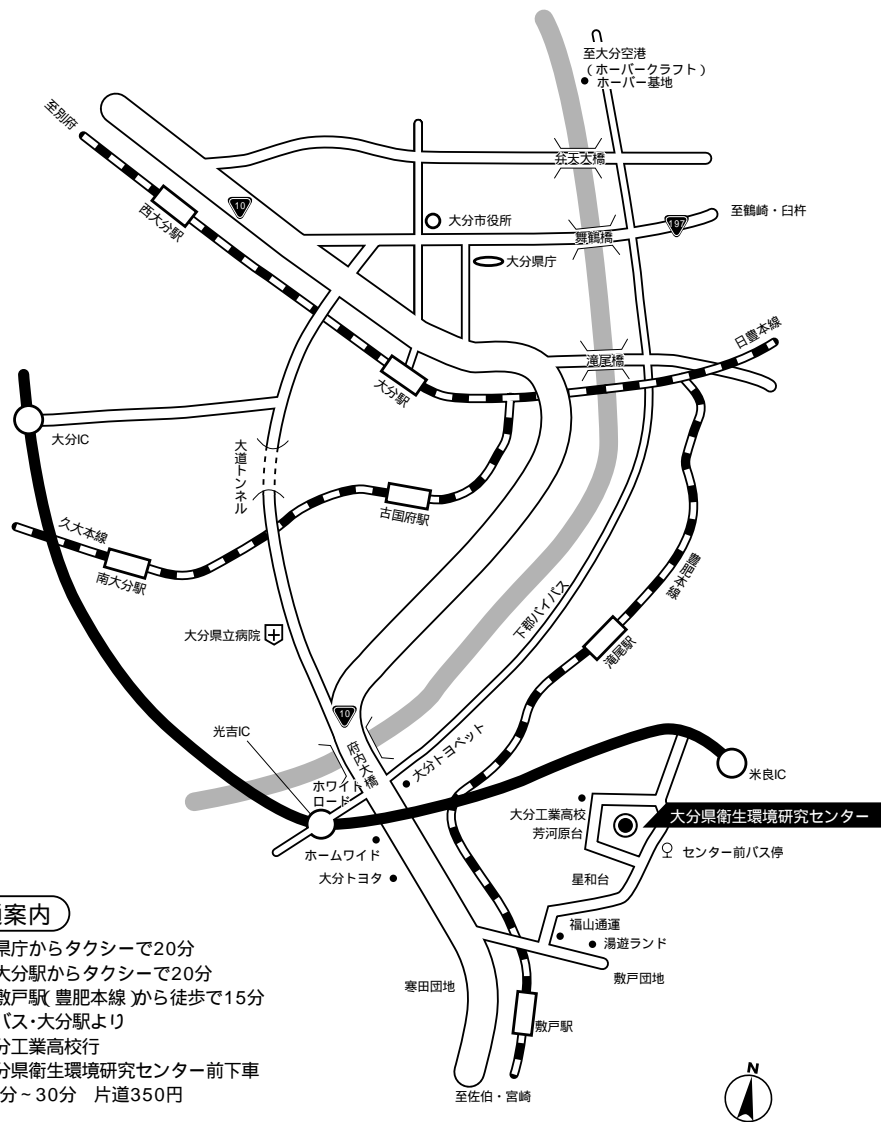 至大分空港
(ホーバークラフト)
ホーバー基地
至別府
弁天大橋
10
西大分駅
大分市役所
197
至鶴崎・臼杵
舞鶴橋
大分県庁
日豊本線
滝尾橋
大分駅
大分IC
大道トンネル
古国府駅
久大本線
南大分駅
豊肥本線
下郡バイパス
大分県立病院
滝尾駅
10
光吉IC
府内大橋
大分トヨペット
米良IC
ホワイト
ロード
大分工業高校
芳河原台
大分県衛生環境研究センター
センター前バス停
ホームワイド
大分トヨタ
星和台
福山通運
湯遊ランド
敷戸団地
寒田団地
敷戸駅
至佐伯・宮崎
N
案内
県庁からタクシーで20分
大分駅からタクシーで20分
敷戸駅(豊肥本線)から徒歩で15分
バス・大分駅より
分工業高校行
分県衛生環境研究センター前下車
分~30分 片道350円